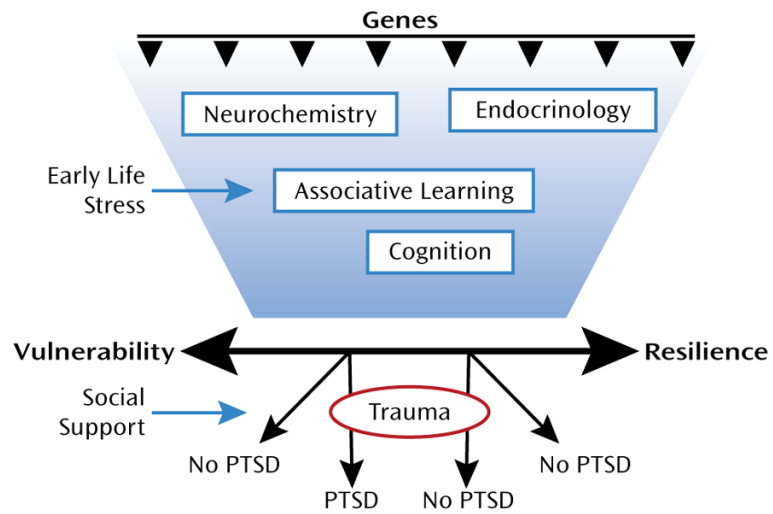 Genes
Neurochemistry
Endocrinology
Early Life
Stress
Associative Learning
Cognition
Vulnerability
Resilience
Social
Support
Trauma
No PTSD
PTSD
No PTSD
No PTSD